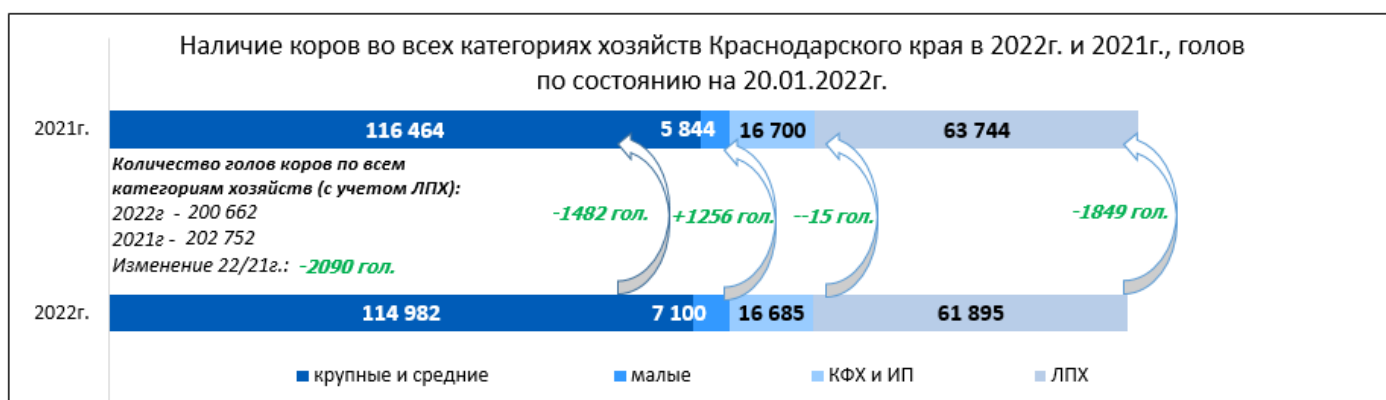 Наличие коров во всех категориях хозяйств Краснодарского края в 2022г. и 2021г., голов
по состоянию на 20.01.2022г.
2021г.
116 464 5 844 16 700 63 744
Количество голов коров по всем
категориям хозяйств (с учетом ЛПХ):
2022г - 200 662
2021г - 202 752
Изменение 22/21г.: -2090 гол.
-1482 гол. +1256 гол. --15 гол. -1849 гол.
2022г.
114 982 7 100 16 685 61 895
крупные и средние малые КФХ и ИП ЛПХ